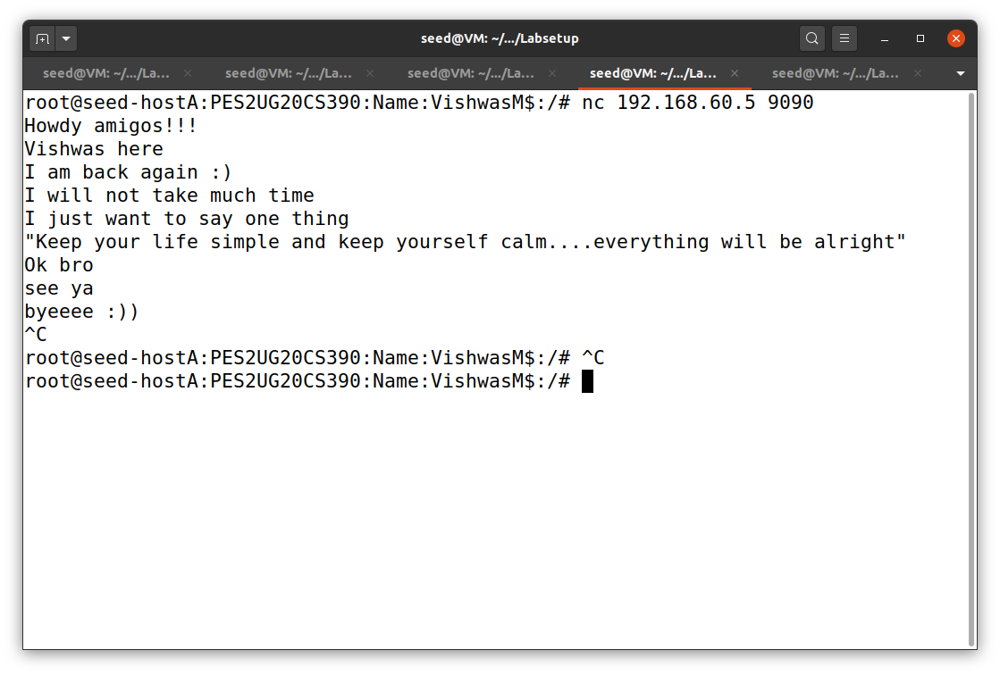 seed@VM: ~/.../Labsetup
seed@VM: ~/.../La... seed@VM: ~/.../La... seed@VM: ~/.../La... seed@VM: ~/.../La... seed@VM: ~/.../La...
root@seed-hostA:PES2UG20CS390:Name:VishwasM$:/# nc 192.168.60.5 9090
Howdy amigos!!!
Vishwas here
I am back again :)
I will not take much time
I just want to say one thing
"Keep your life simple and keep yourself calm....everything will be alright"
Ok bro
see ya
byeeee :))
^C
root@seed-hostA:PES2UG20CS390:Name:VishwasM$:/# ^C
root@seed-hostA:PES2UG20CS390:Name:VishwasM$:/#